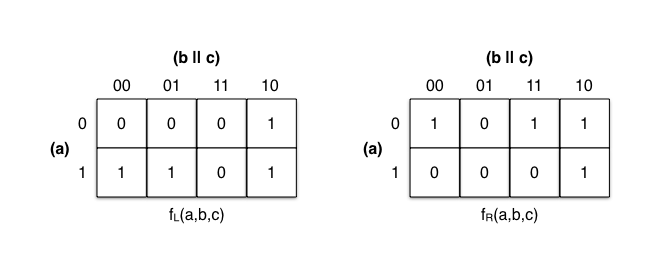 (b || c) (b || c)
00 01 11 10 00 01 11 10
0 0 0 0 1 0 1 0 1 1
(a) (a)
1 1 1 0 1 1 0 0 0 1
fL(a,b,c) fR(a,b,c)